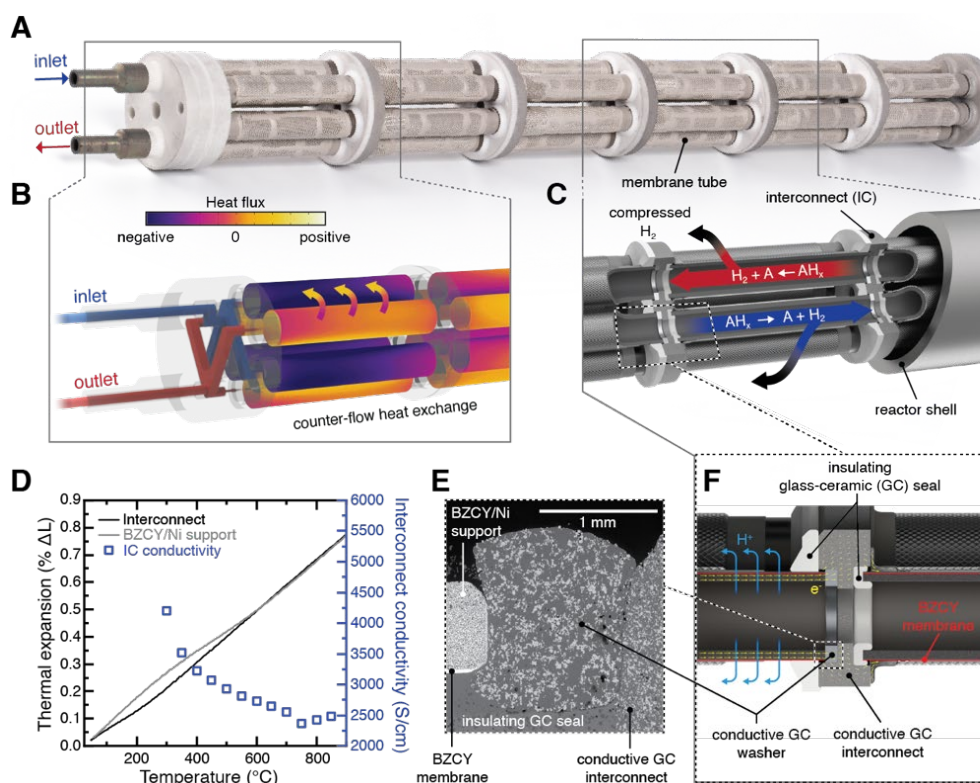 A
inlet
outlet
membrane tube
B
Heat flux
negative
0
positive
inlet
outlet
counter-flow heat exchange
C
compressed
H₂
interconnect (IC)
H₂ + A ← AHₓ
AHₓ → A + H₂
reactor shell
D
Thermal expansion (% ΔL)
0.9
0.8
0.7
0.6
0.5
0.4
0.3
0.2
0.1
0.0
Interconnect
BZCY/Ni support
IC conductivity
200
400
600
800
Temperature (°C)
6000
5500
5000
4500
4000
3500
3000
2500
2000
Interconnect conductivity (S/cm)
E
BZCY/Ni
support
1 mm
insulating GC seal
BZCY
membrane
conductive GC
interconnect
F
insulating
glass-ceramic (GC) seal
H⁺
e⁻
BZCY
membrane
conductive GC
washer
conductive GC
interconnect